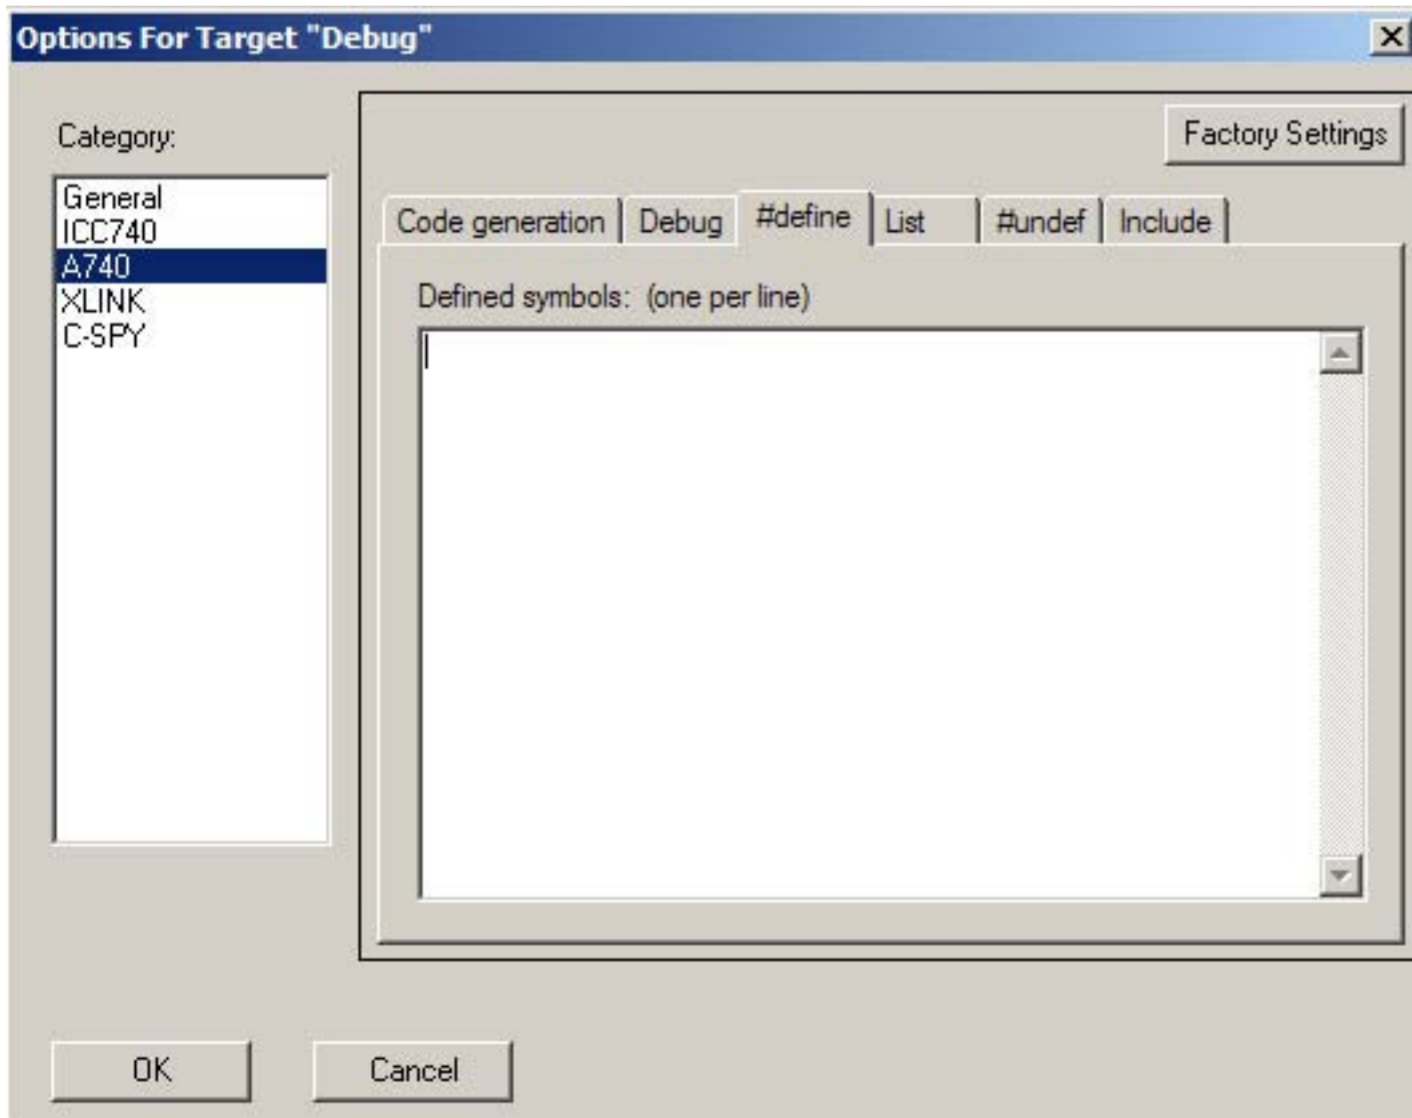 Options For Target "Debug"
Category:
General
ICC740
A740
XLINK
C-SPY
Factory Settings
Code generation Debug #define List #undef Include
Defined symbols: (one per line)
OK Cancel